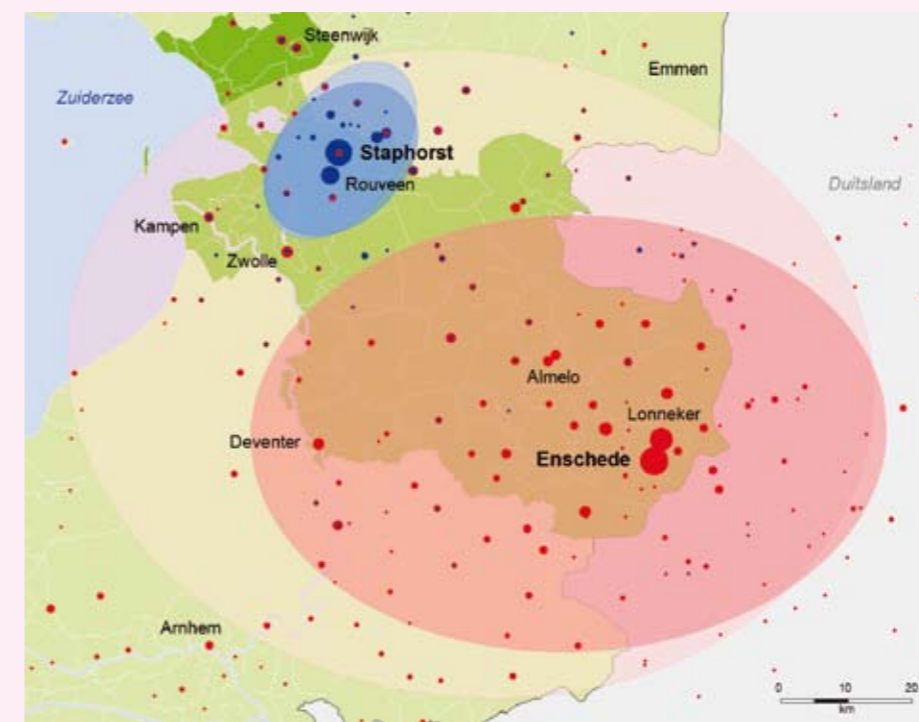 Steenwijk
Emmen
Zuiderzee
Staphorst
Rouveen
Duitsland
Kampen
Zwolle
Almelo
Lonneker
Deventer
Enschede
Arnhem
0 10 20
km